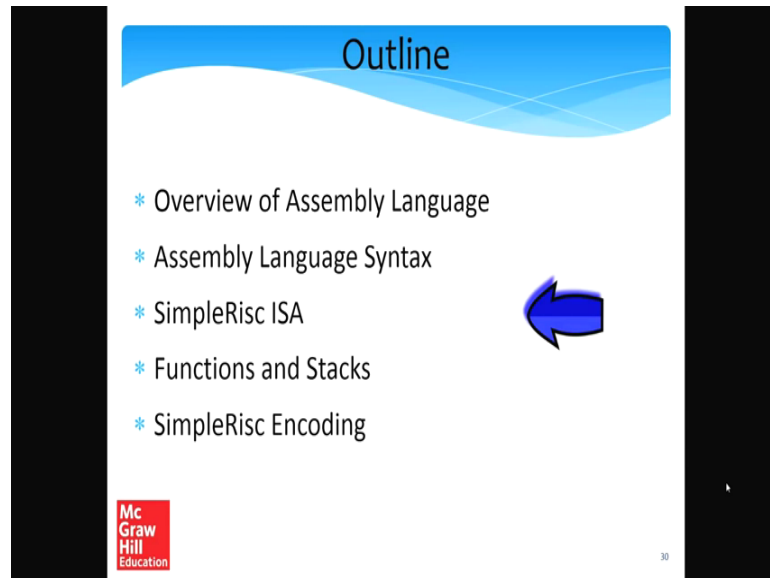 Outline
* Overview of Assembly Language
* Assembly Language Syntax
* SimpleRisc ISA
* Functions and Stacks
* SimpleRisc Encoding
Mc
Graw
Hill
Education
30